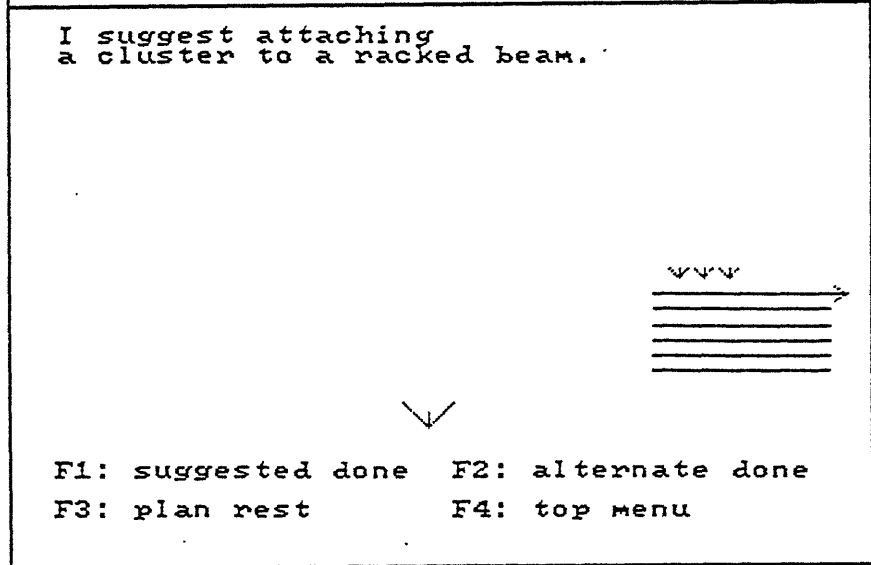 I suggest attaching
a cluster to a racked beam.
F1: suggested done F2: alternate done
F3: plan rest F4: top menu